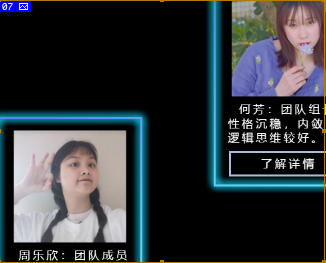 07
何芳：团队组
性格沉稳，内敛
逻辑思维较好。
了解详情
周乐欣：团队成员